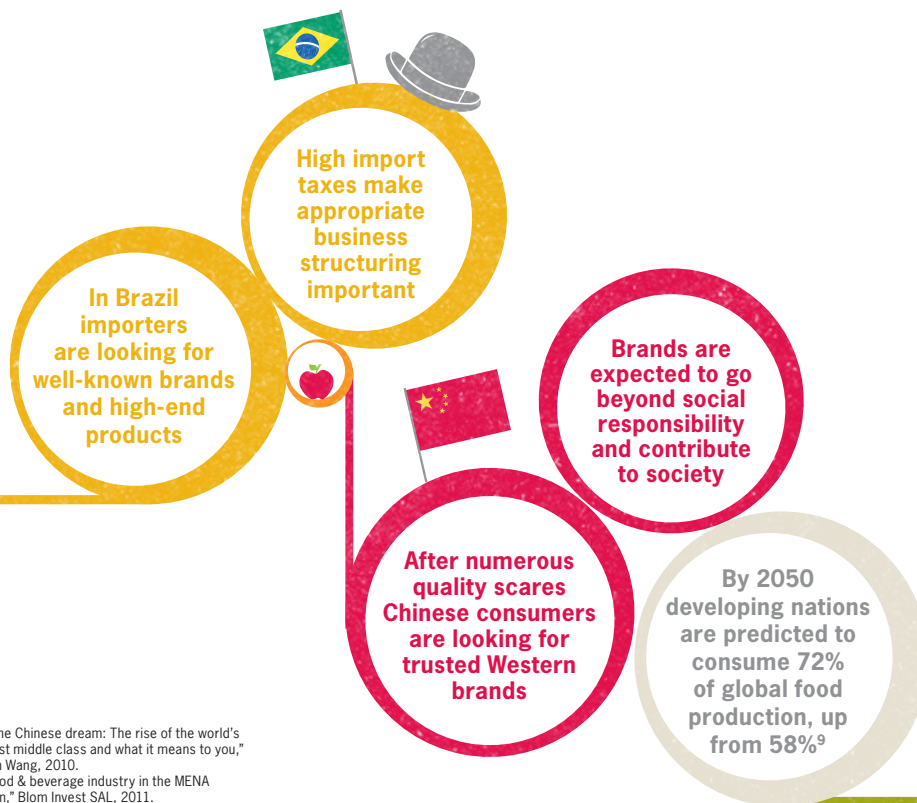 High import
taxes make
appropriate
business
structuring
important
In Brazil
importers
are looking for
well-known brands
and high-end
products
Brands are
expected to go
beyond social
responsibility
and contribute
to society
After numerous
quality scares
Chinese consumers
are looking for
trusted Western
brands
By 2050
developing nations
are predicted to
consume 72%
of global food
production, up
from 58%9
Chinese dream: The rise of the world's
middle class and what it means to you,"
Wang, 2010.
& beverage industry in the MENA
Blom Invest SAL, 2011.